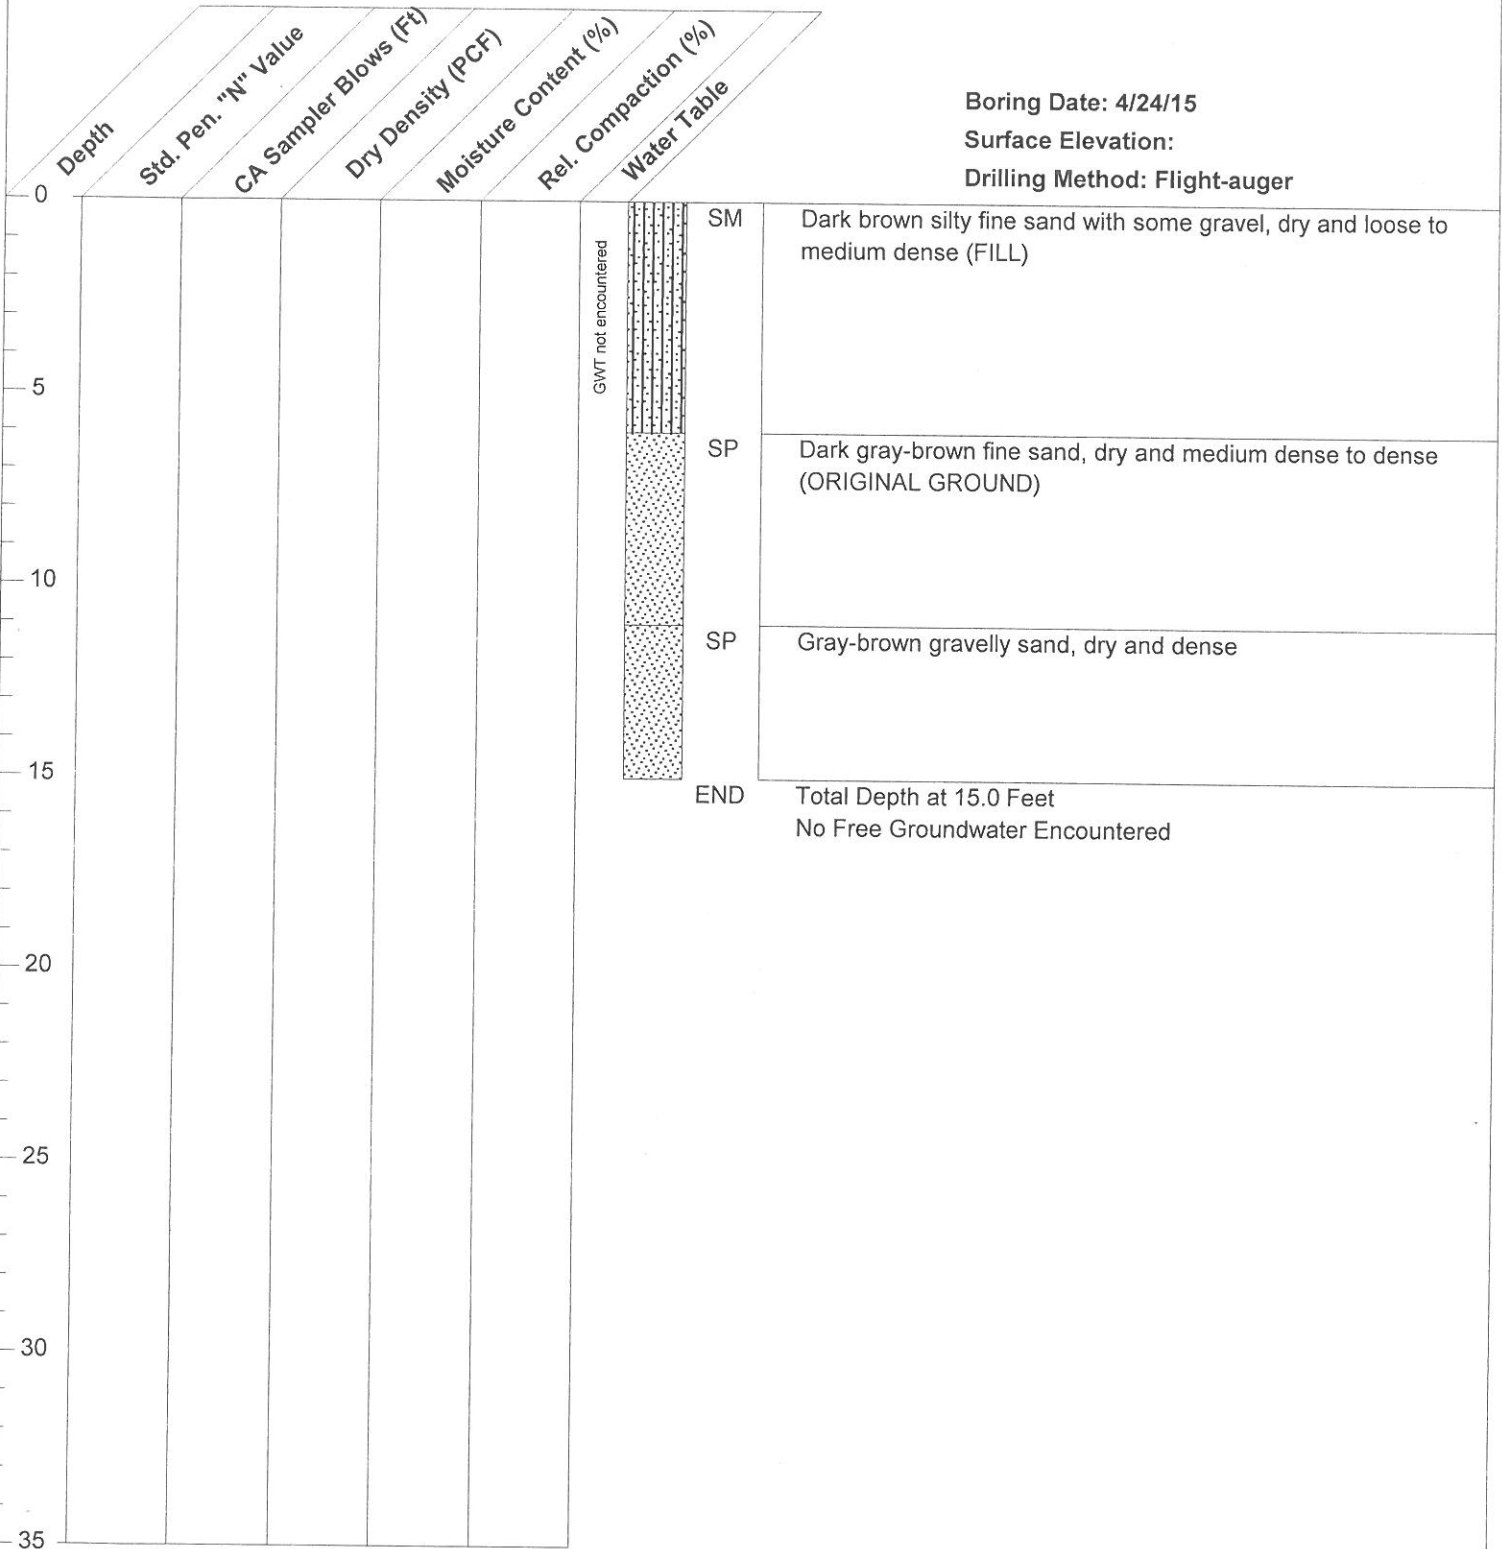 Depth
Std. Pen. "N" Value
CA Sampler Blows (Ft)
Dry Density (PCF)
Moisture Content (%)
Rel. Compaction (%)
Water Table
Boring Date: 4/24/15
Surface Elevation:
Drilling Method: Flight-auger
0
GWT not encountered
SM
Dark brown silty fine sand with some gravel, dry and loose to
medium dense (FILL)
5
SP
Dark gray-brown fine sand, dry and medium dense to dense
(ORIGINAL GROUND)
10
SP
Gray-brown gravelly sand, dry and dense
15
END
Total Depth at 15.0 Feet
No Free Groundwater Encountered
20
25
30
35